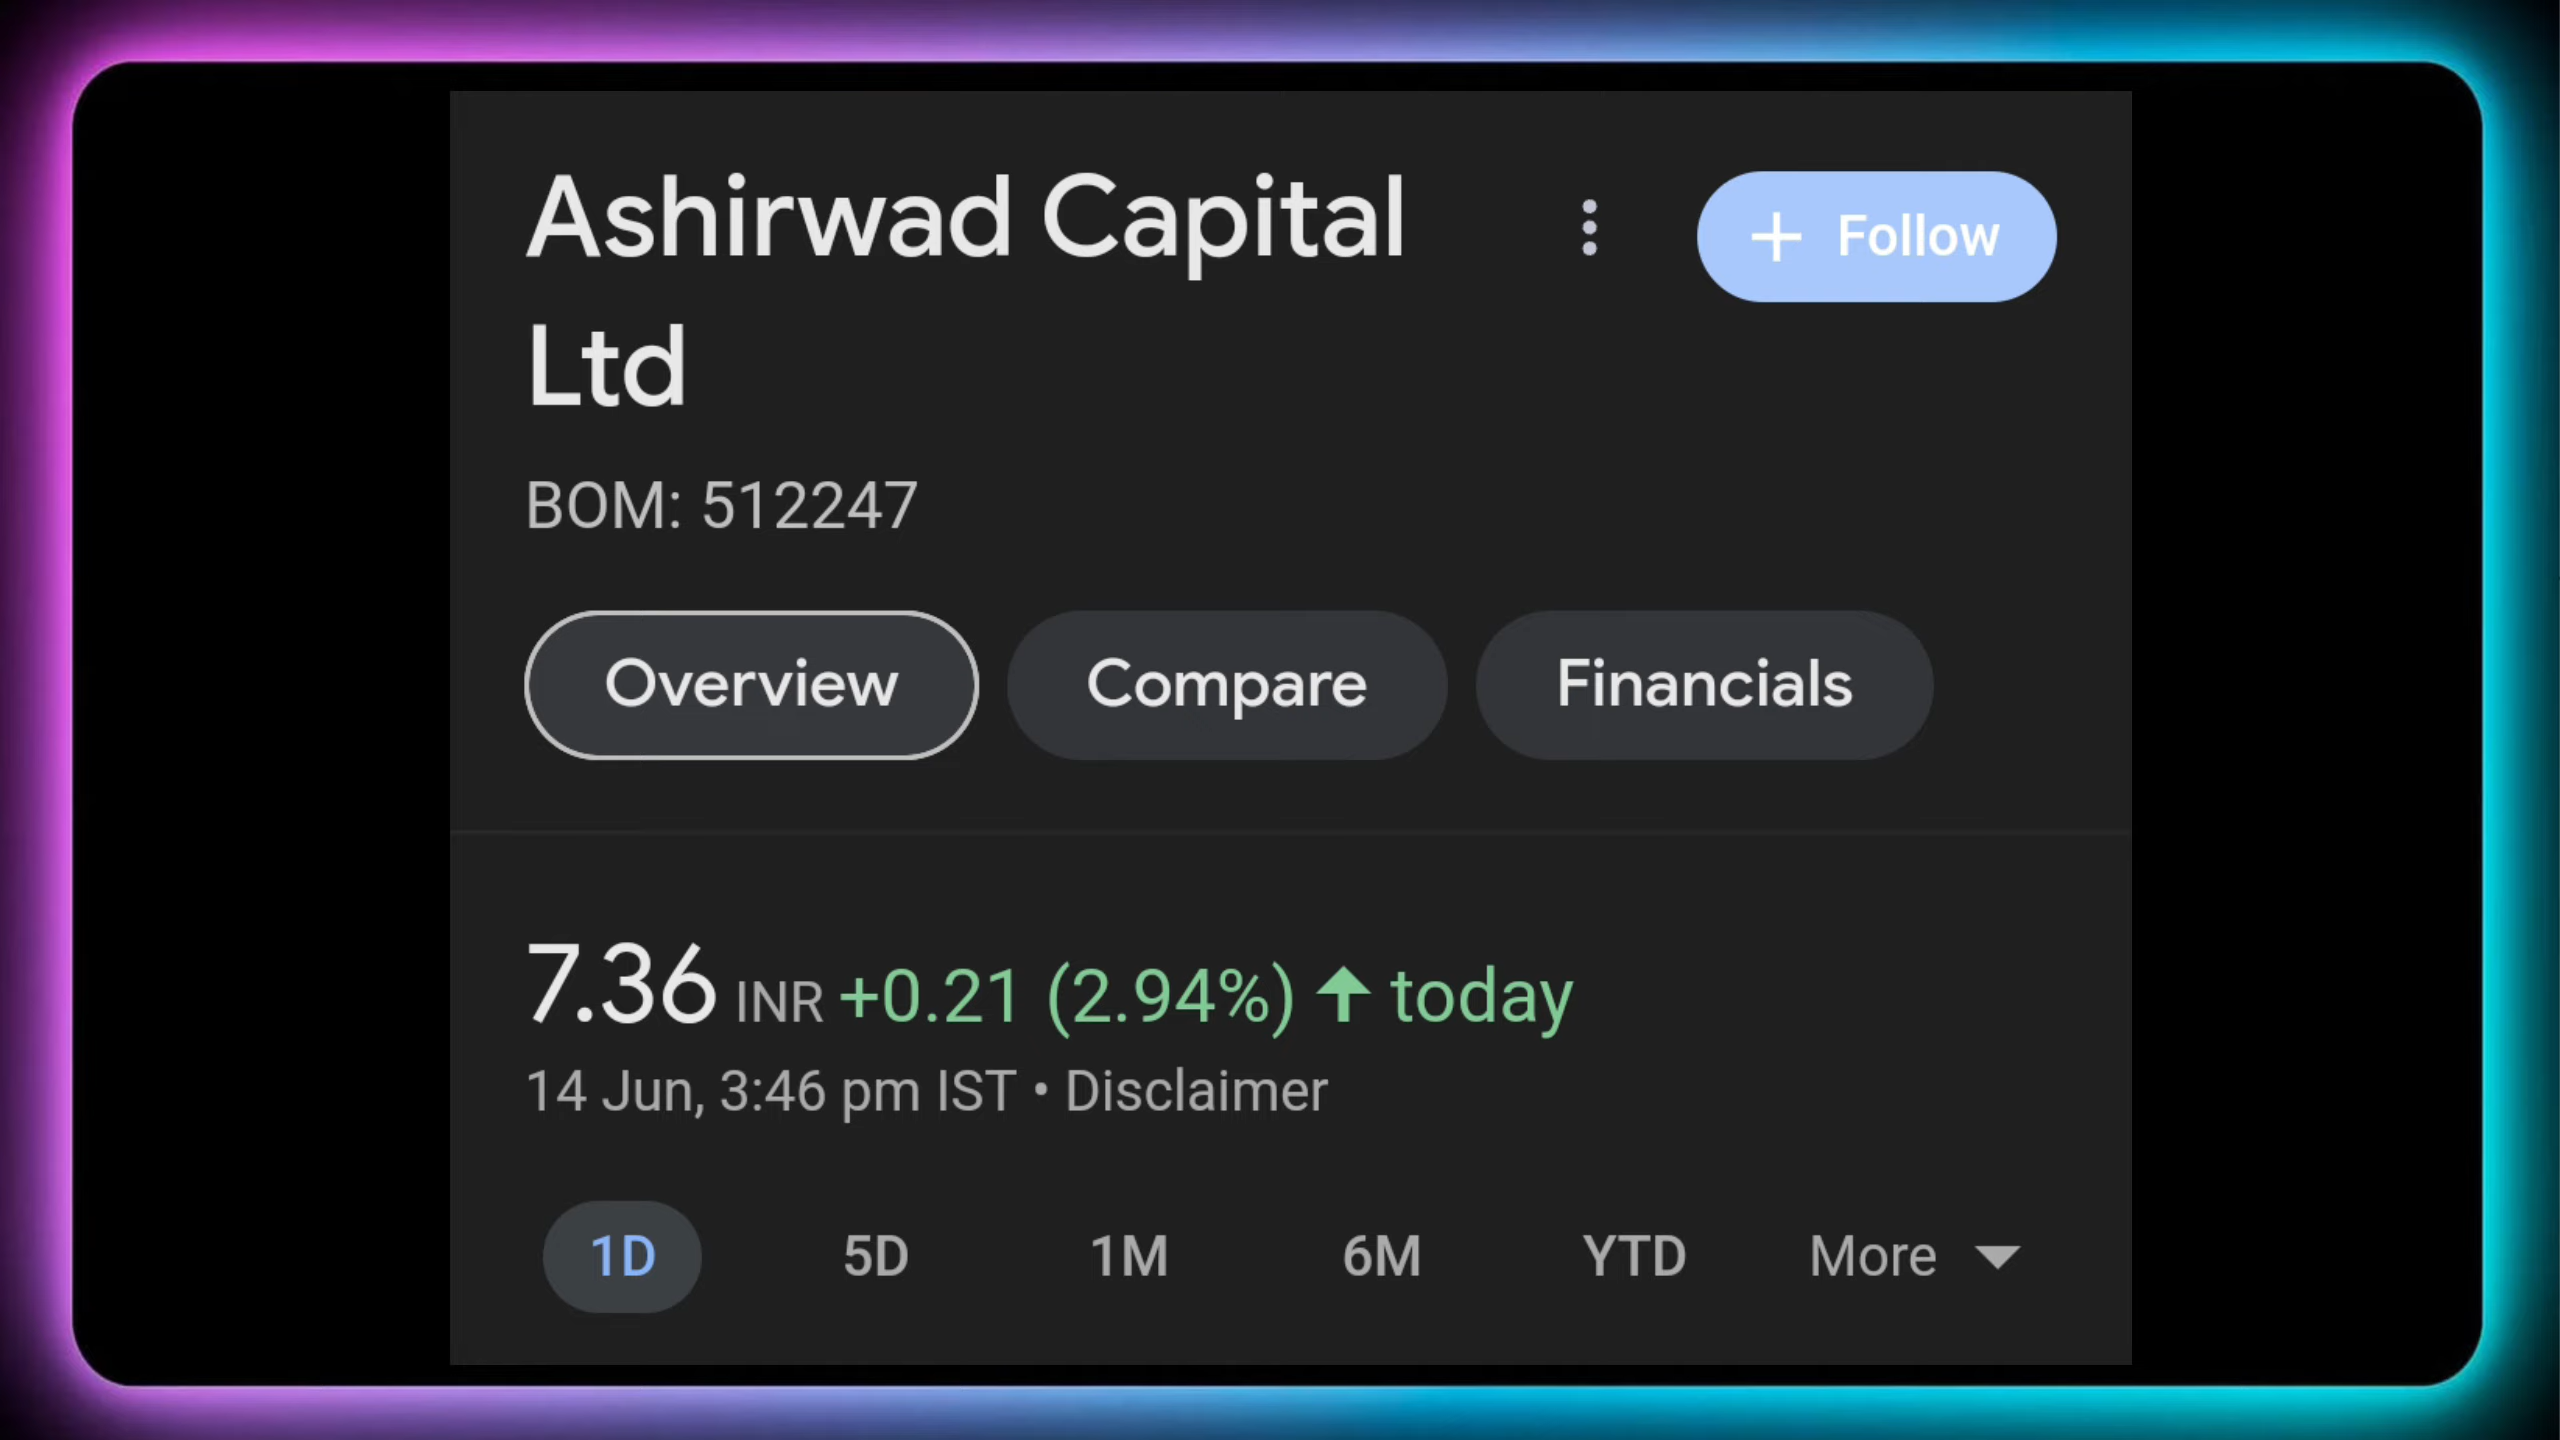 Ashirwad Capital
Ltd
+ Follow
BOM: 512247
Overview Compare Financials
7.36 INR +0.21 (2.94%) ↑ today
14 Jun, 3:46 pm IST • Disclaimer
1D 5D 1M 6M YTD More